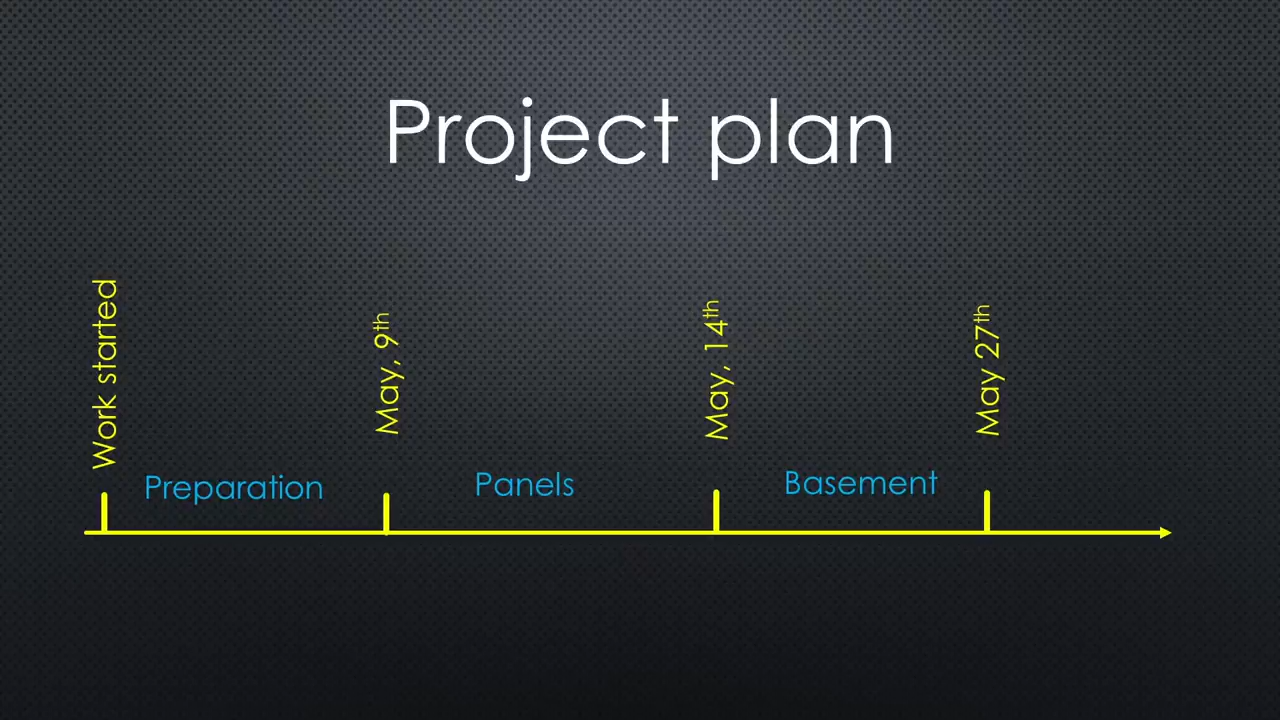 Project plan
Work started
May, 9th
May, 14th
May 27th
Preparation
Panels
Basement